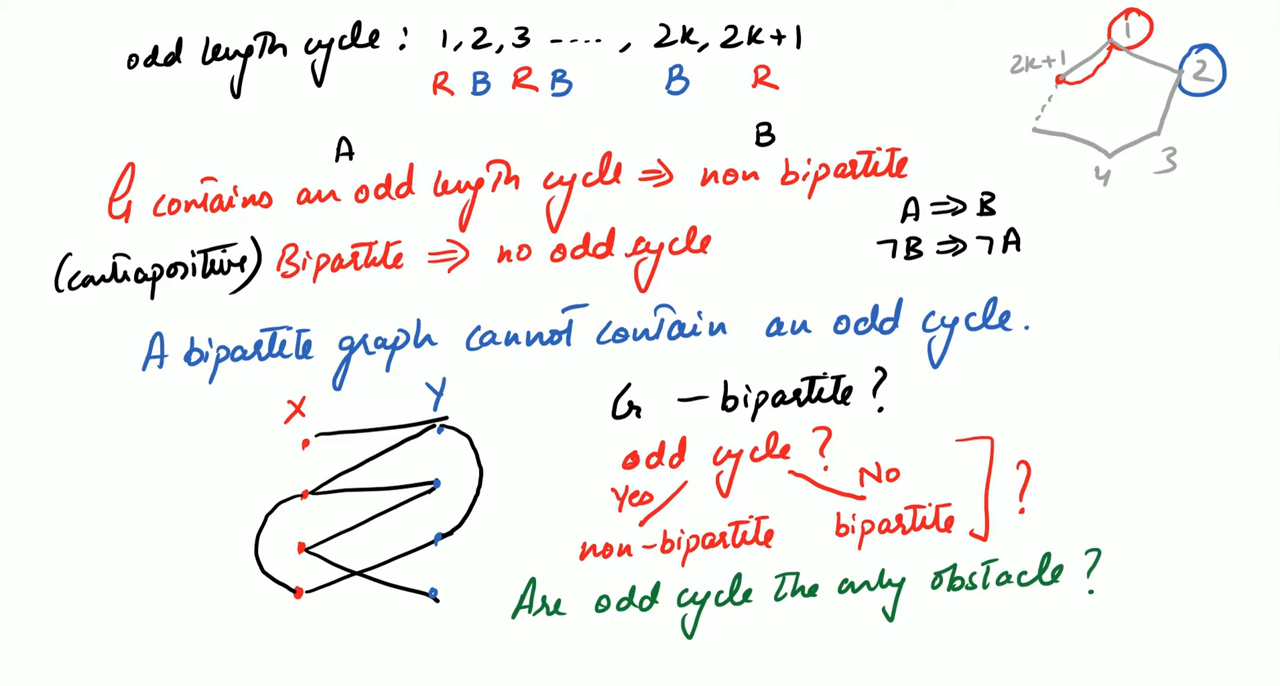 odd length cycle : 1, 2, 3 ---- , 2k, 2k+1
R B R B B R
1
2
2k+1
3
4
A B
G contains an odd length cycle ⇒ non bipartite
A ⇒ B
(contrapositive) Bipartite ⇒ no odd cycle
¬B ⇒ ¬A
A bipartite graph cannot contain an odd cycle.
X Y
G – bipartite ?
odd cycle ?
Yes No
non-bipartite bipartite ] ?
Are odd cycle the only obstacle ?